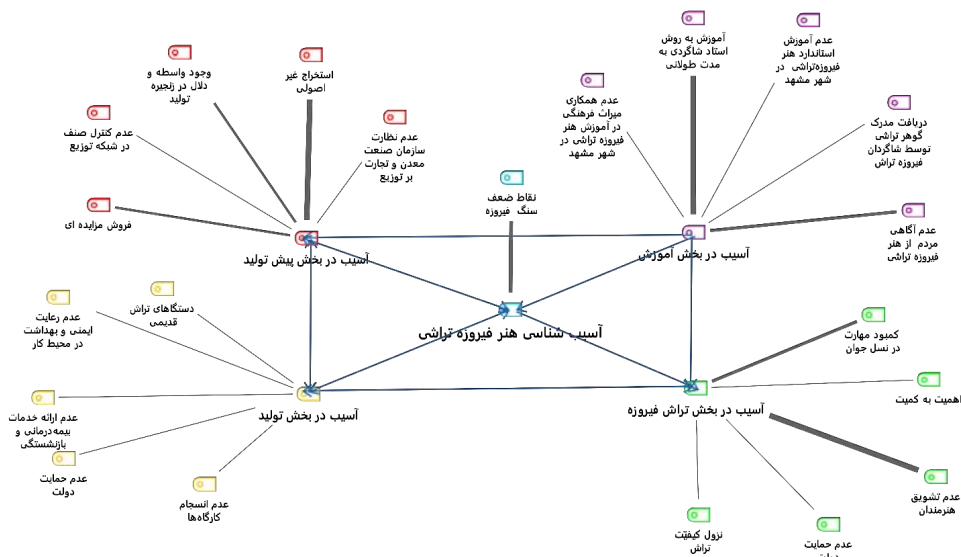 آموزش به روش
استاد شاگردی به
مدت طولانی
عدم آموزش
استاندارد هنر
فیروزه‌تراشی در
شهر مشهد
وجود واسطه و
دلال در زنجیره
تولید
استخراج غیر
اصولی
عدم همکاری
میراث فرهنگی
در آموزش هنر
فیروزه تراشی در
شهر مشهد
دریافت مدرک
گوهر تراشی
توسط شاگردان
فیروزه تراش
عدم کنترل صنف
در شبکه توزیع
عدم نظارت
سازمان صنعت
معدن و تجارت
بر توزیع
نقاط ضعف
سنگ فیروزه
فروش مزایده ای
عدم آگاهی
مردم از هنر
فیروزه تراشی
آسیب در بخش پیش تولید
آسیب در بخش آموزش
آسیب شناسی هنر فیروزه تراشی
دستگاهای تراش
قدیمی
عدم رعایت
ایمنی و بهداشت
در محیط کار
کمبود مهارت
در نسل جوان
اهمیت به کمیت
آسیب در بخش تولید
آسیب در بخش تراش فیروزه
عدم ارائه خدمات
بیمه‌درمانی و
بازنشستگی
عدم حمایت
دولت
عدم انسجام
کارگاه‌ها
عدم تشویق
هنرمندان
نزول کیفیت
تراش
عدم حمایت